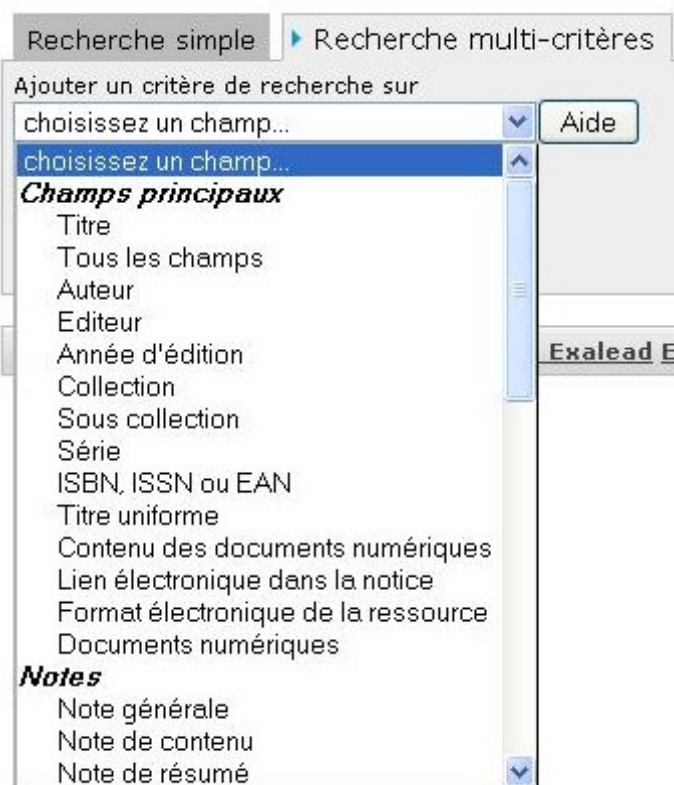 Recherche simple Recherche multi-critères
Ajouter un critère de recherche sur
choisissez un champ... Aide
choisissez un champ...
Champs principaux
Titre
Tous les champs
Auteur
Editeur
Année d'édition
Exalead E
Collection
Sous collection
Série
ISBN, ISSN ou EAN
Titre uniforme
Contenu des documents numériques
Lien électronique dans la notice
Format électronique de la ressource
Documents numériques
Notes
Note générale
Note de contenu
Note de résumé